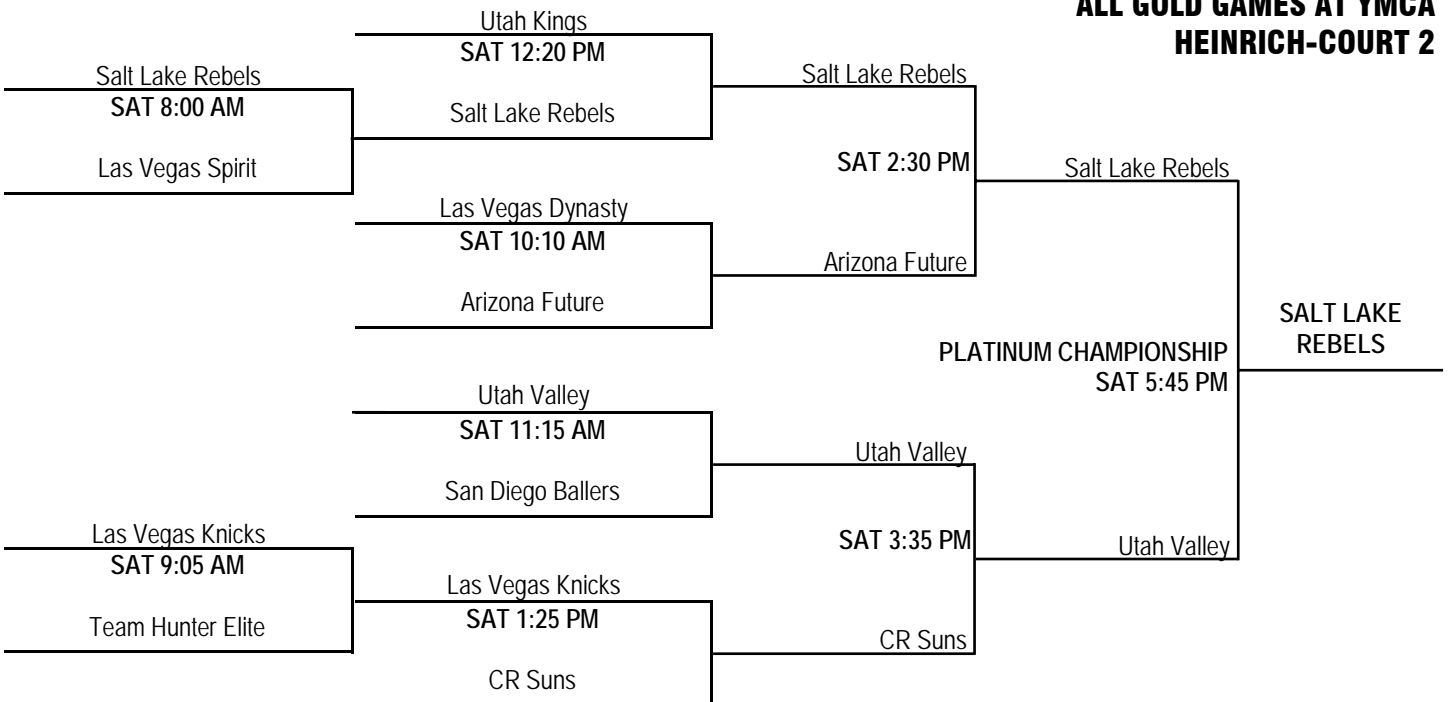 ALL GOLD GAMES AT YMCA
HEINRICH-COURT 2
Utah Kings
SAT 12:20 PM
Salt Lake Rebels
Salt Lake Rebels
SAT 8:00 AM
Las Vegas Spirit
Salt Lake Rebels
SAT 2:30 PM
Salt Lake Rebels
Las Vegas Dynasty
SAT 10:10 AM
Arizona Future
Arizona Future
SALT LAKE
REBELS
PLATINUM CHAMPIONSHIP
SAT 5:45 PM
Utah Valley
SAT 11:15 AM
San Diego Ballers
Utah Valley
Las Vegas Knicks
SAT 9:05 AM
Team Hunter Elite
SAT 3:35 PM
Utah Valley
Las Vegas Knicks
SAT 1:25 PM
CR Suns
CR Suns